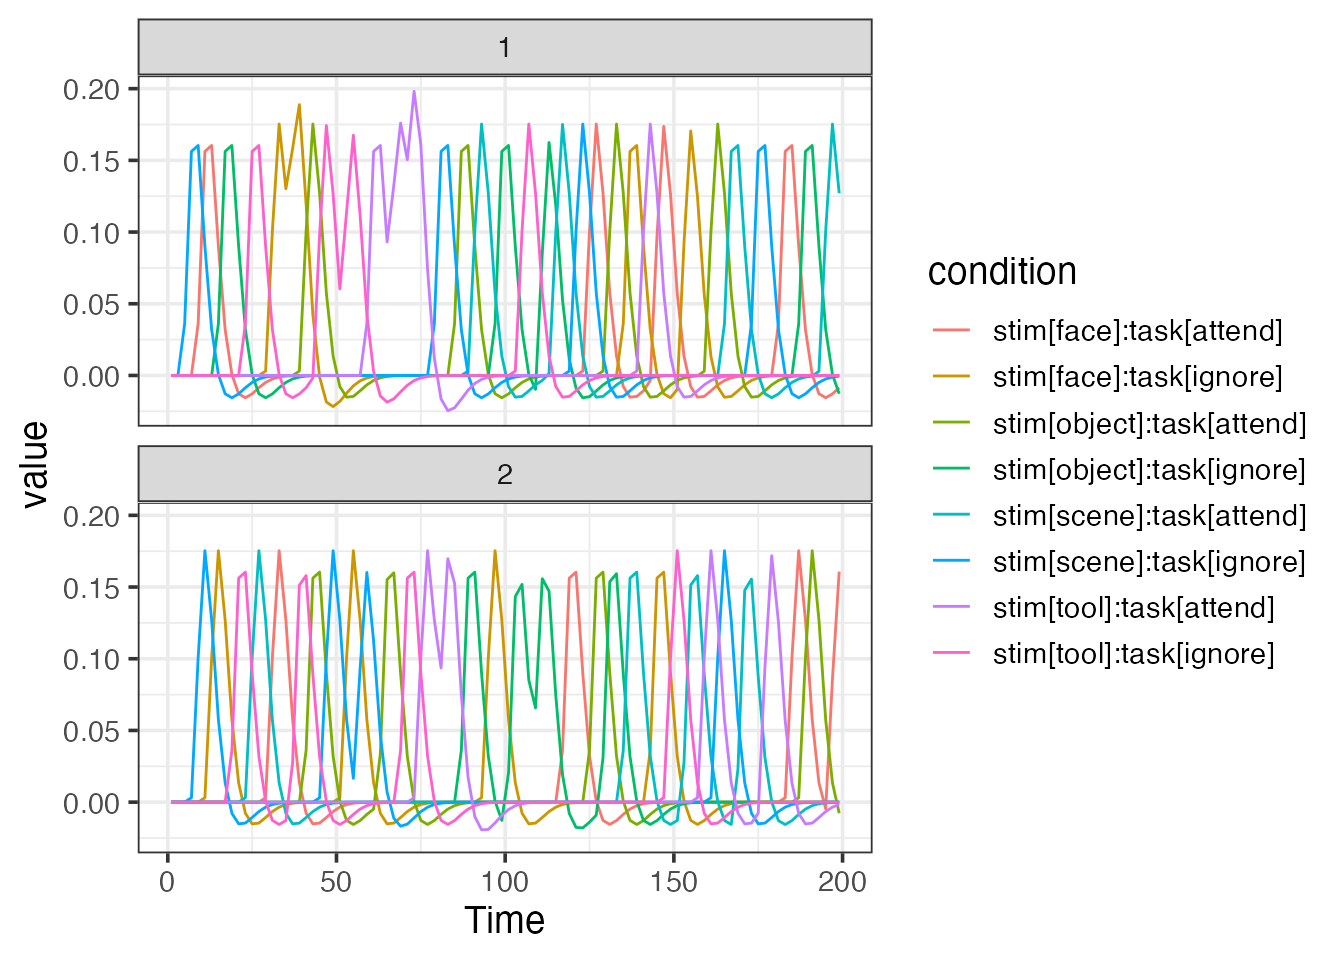 1
0.20
0.15
0.10
0.05
0.00
2
0.20
0.15
0.10
0.05
0.00
value
0 50 100 150 200
Time
condition
stim[face]:task[attend]
stim[face]:task[ignore]
stim[object]:task[attend]
stim[object]:task[ignore]
stim[scene]:task[attend]
stim[scene]:task[ignore]
stim[tool]:task[attend]
stim[tool]:task[ignore]